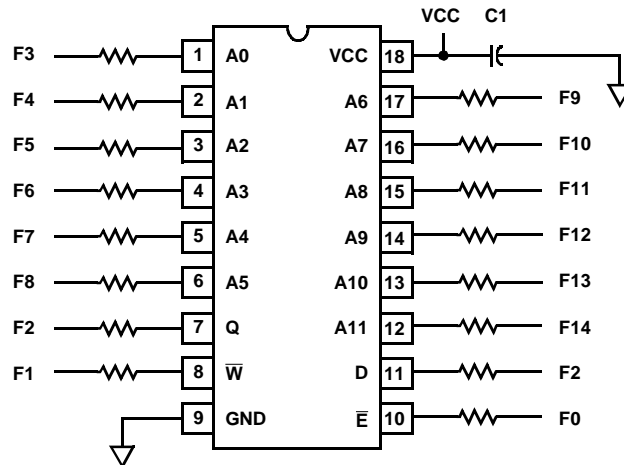 VCC C1
F3 1 A0 VCC 18
F4 2 A1 A6 17 F9
F5 3 A2 A7 16 F10
F6 4 A3 A8 15 F11
F7 5 A4 A9 14 F12
F8 6 A5 A10 13 F13
F2 7 Q A11 12 F14
F1 8 W̅ D 11 F2
9 GND E̅ 10 F0